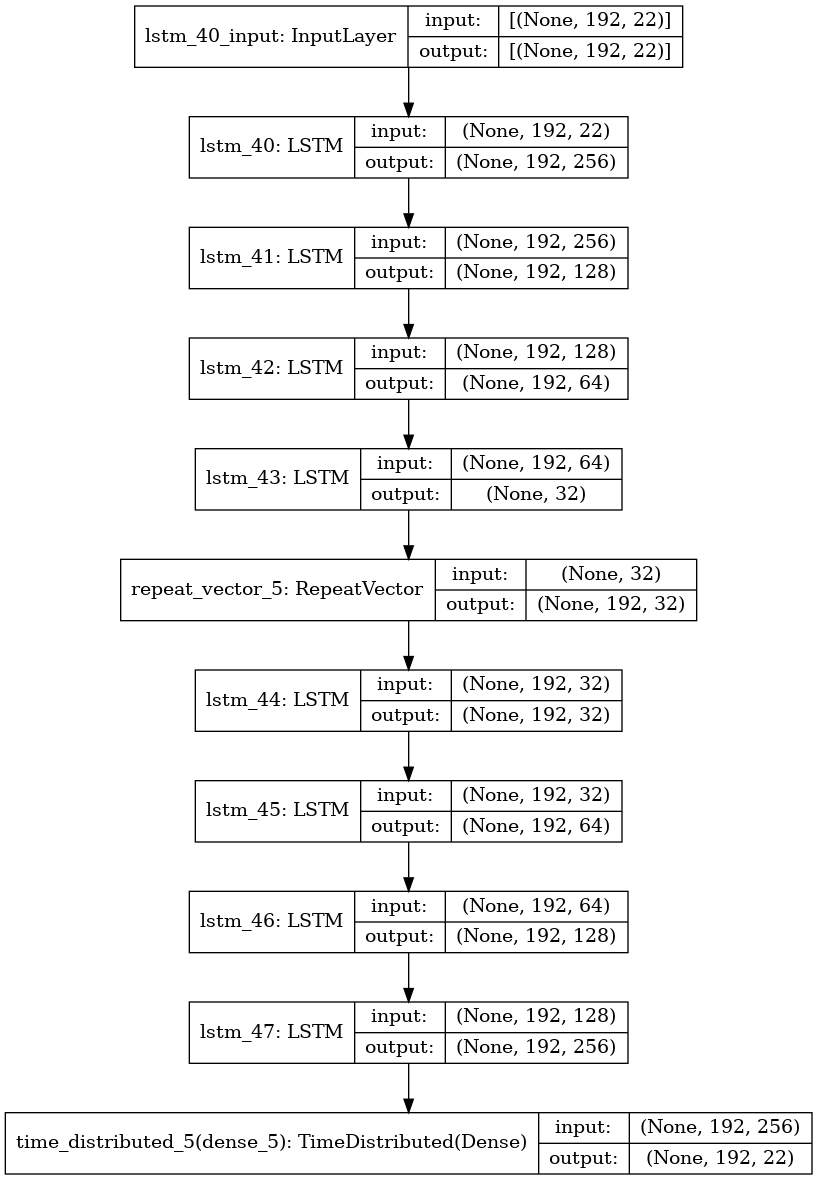 lstm_40_input: InputLayer
input: [(None, 192, 22)]
output: [(None, 192, 22)]
lstm_40: LSTM
input: (None, 192, 22)
output: (None, 192, 256)
lstm_41: LSTM
input: (None, 192, 256)
output: (None, 192, 128)
lstm_42: LSTM
input: (None, 192, 128)
output: (None, 192, 64)
lstm_43: LSTM
input: (None, 192, 64)
output: (None, 32)
repeat_vector_5: RepeatVector
input: (None, 32)
output: (None, 192, 32)
lstm_44: LSTM
input: (None, 192, 32)
output: (None, 192, 32)
lstm_45: LSTM
input: (None, 192, 32)
output: (None, 192, 64)
lstm_46: LSTM
input: (None, 192, 64)
output: (None, 192, 128)
lstm_47: LSTM
input: (None, 192, 128)
output: (None, 192, 256)
time_distributed_5(dense_5): TimeDistributed(Dense)
input: (None, 192, 256)
output: (None, 192, 22)